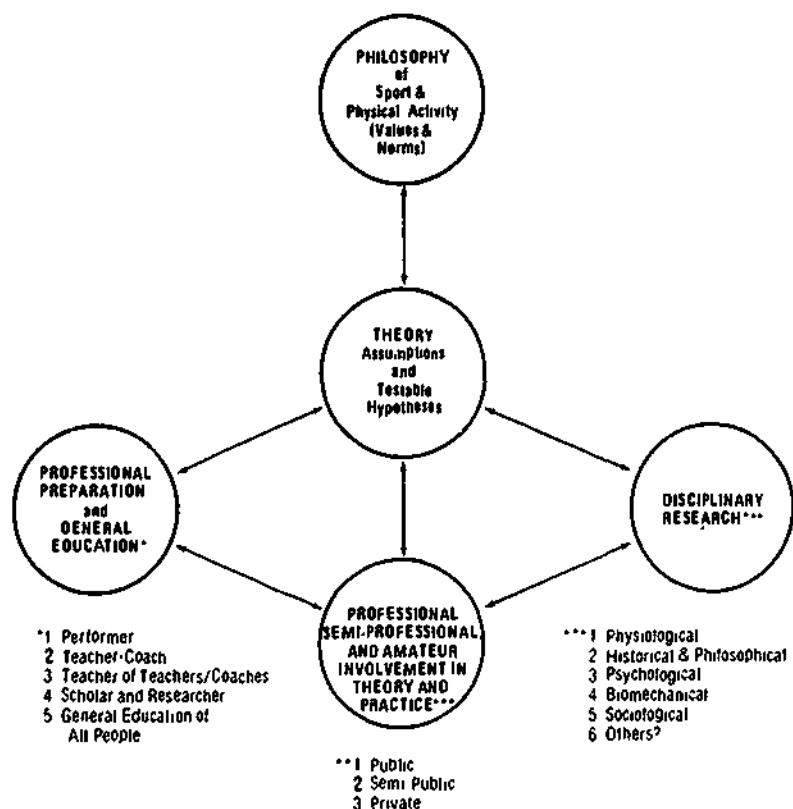 PHILOSOPHY
of
Sport &
Physical Activity
(Values &
Norms)
THEORY
Assumptions
and
Testable
Hypotheses
PROFESSIONAL
PREPARATION
and
GENERAL
EDUCATION*
DISCIPLINARY
RESEARCH***
PROFESSIONAL
SEMI-PROFESSIONAL,
AND AMATEUR
INVOLVEMENT IN
THEORY AND
PRACTICE***
*1 Performer
2 Teacher-Coach
3 Teacher of Teachers/Coaches
4 Scholar and Researcher
5 General Education of
All People
**1 Public
2 Semi Public
3 Private
***1 Physiological
2 Historical & Philosophical
3 Psychological
4 Biomechanical
5 Sociological
6 Others?